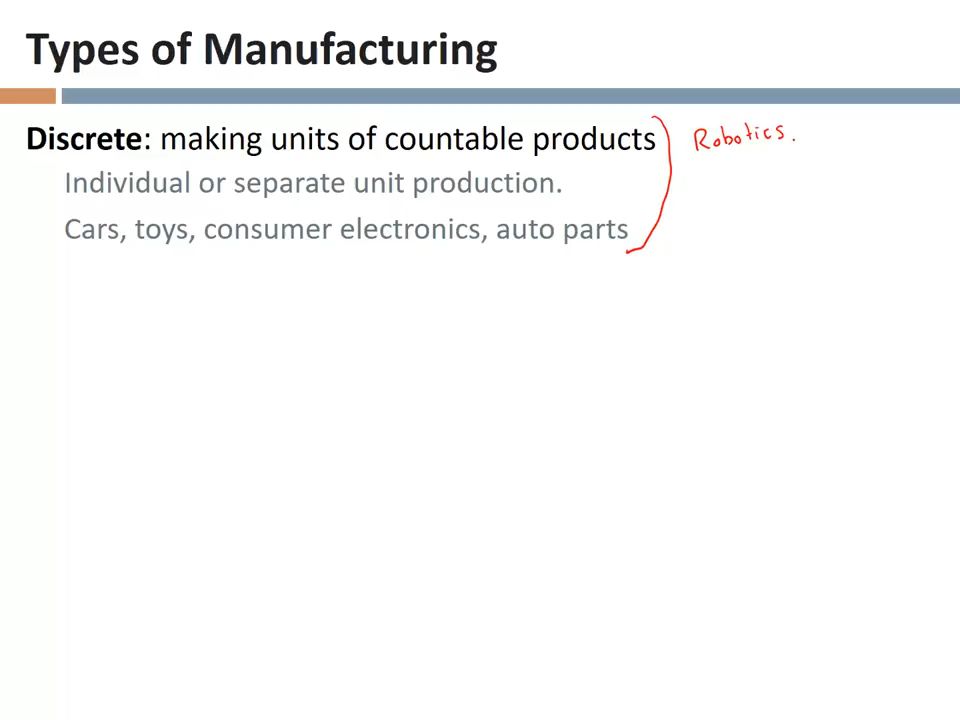 Types of Manufacturing
Discrete: making units of countable products
Robotics.
Individual or separate unit production.
Cars, toys, consumer electronics, auto parts